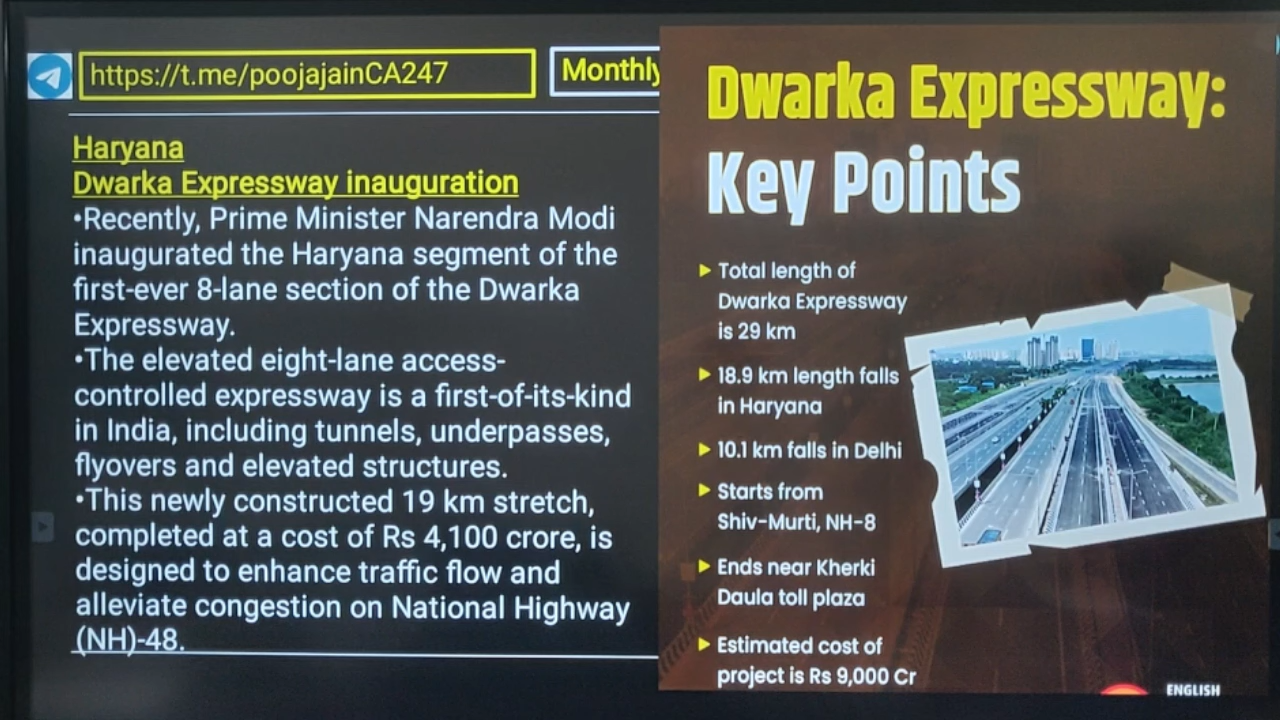 https://t.me/poojajainCA247
Monthly
Haryana
Dwarka Expressway inauguration
•Recently, Prime Minister Narendra Modi
inaugurated the Haryana segment of the
first-ever 8-lane section of the Dwarka
Expressway.
•The elevated eight-lane access-
controlled expressway is a first-of-its-kind
in India, including tunnels, underpasses,
flyovers and elevated structures.
•This newly constructed 19 km stretch,
completed at a cost of Rs 4,100 crore, is
designed to enhance traffic flow and
alleviate congestion on National Highway
(NH)-48.
Dwarka Expressway:
Key Points
Total length of
Dwarka Expressway
is 29 km
18.9 km length falls
in Haryana
10.1 km falls in Delhi
Starts from
Shiv-Murti, NH-8
Ends near Kherki
Daula toll plaza
Estimated cost of
project is Rs 9,000 Cr
ENGLISH